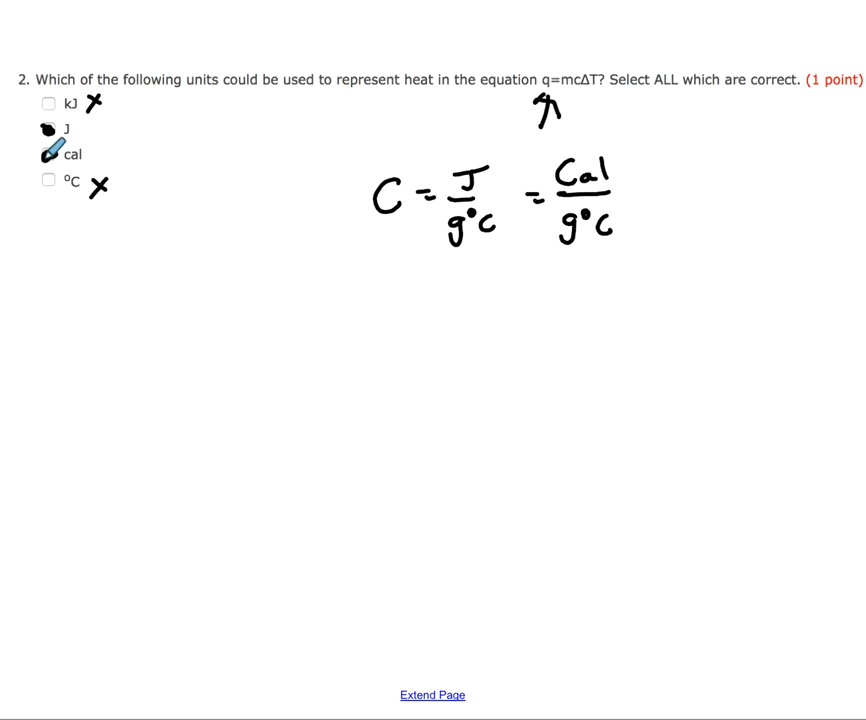 2. Which of the following units could be used to represent heat in the equation q=mcΔT? Select ALL which are correct. (1 point)
kJ x
J
cal
°C x
C = J / g°C = Cal / g°C
Extend Page